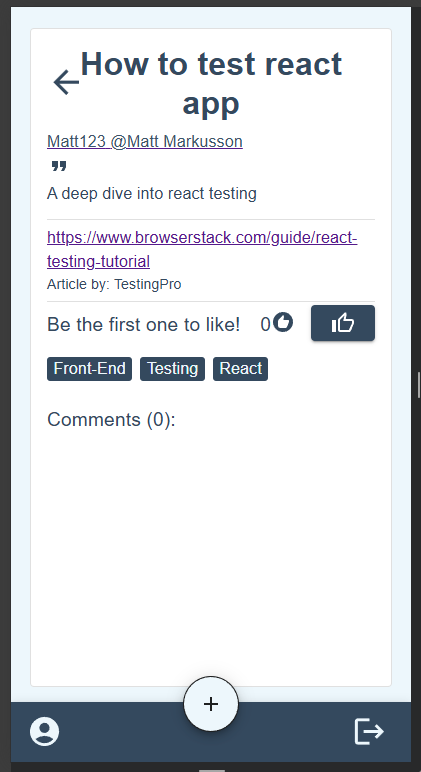 How to test react
app
Matt123 @Matt Markusson
A deep dive into react testing
https://www.browserstack.com/guide/react-
testing-tutorial
Article by: TestingPro
Be the first one to like! 0
Front-End Testing React
Comments (0):